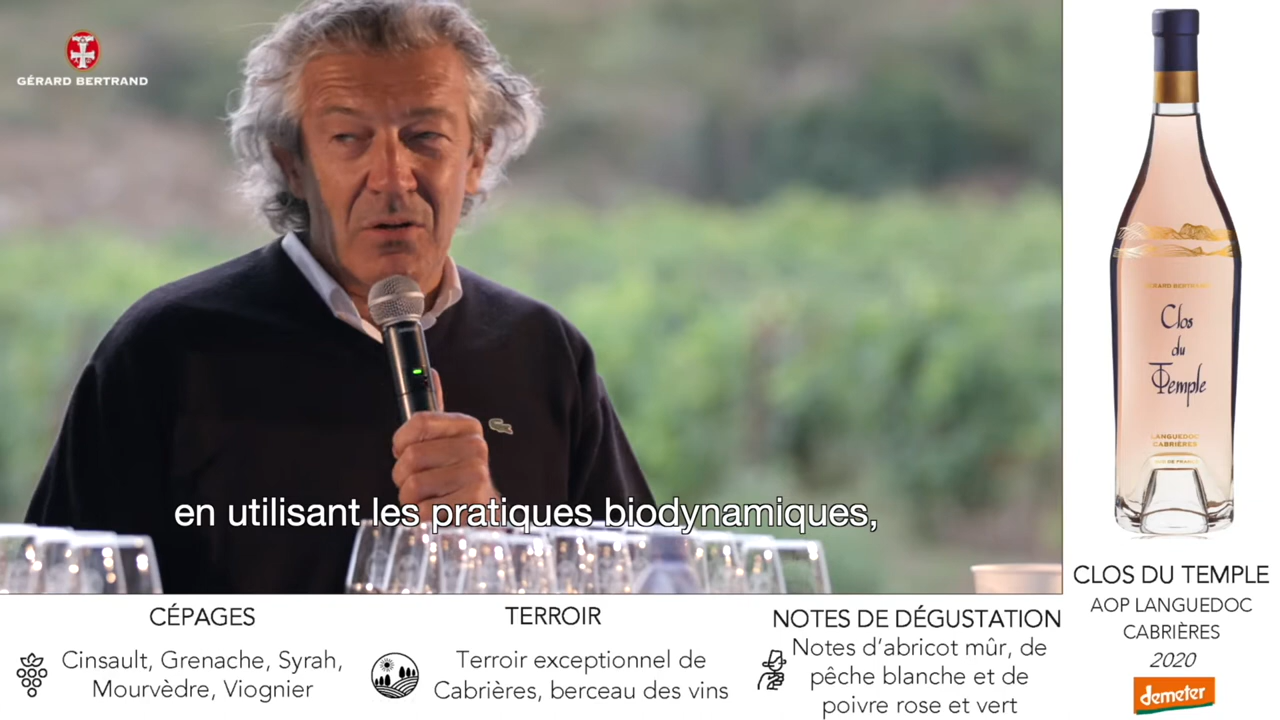 GÉRARD BERTRAND
en utilisant les pratiques biodynamiques,
GÉRARD BERTRAND
Clos
du
Temple
LANGUEDOC
CABRIÈRES
CLOS DU TEMPLE
AOP LANGUEDOC
CABRIÈRES
2020
demeter
CÉPAGES
Cinsault, Grenache, Syrah,
Mourvèdre, Viognier
TERROIR
Terroir exceptionnel de
Cabrières, berceau des vins
NOTES DE DÉGUSTATION
Notes d’abricot mûr, de
pêche blanche et de
poivre rose et vert